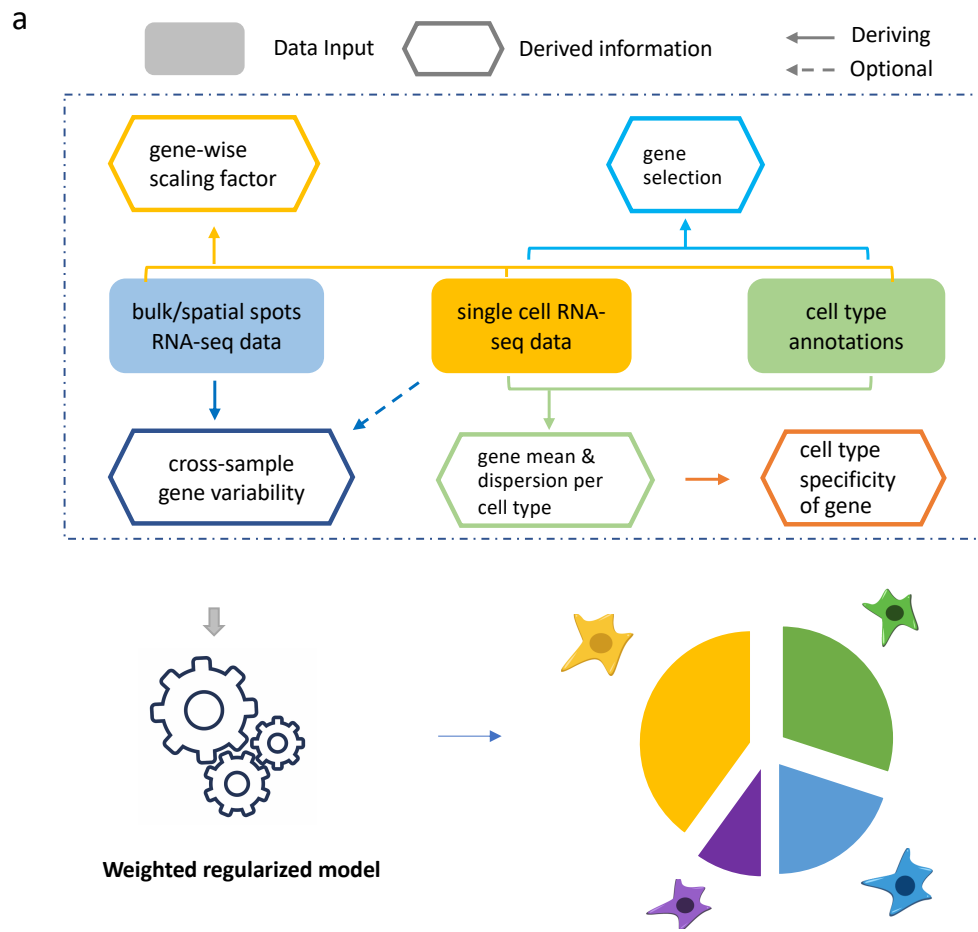 a
Data Input
Derived information
Deriving
Optional
gene-wise
scaling factor
gene
selection
bulk/spatial spots
RNA-seq data
single cell RNA-
seq data
cell type
annotations
cross-sample
gene variability
gene mean &
dispersion per
cell type
cell type
specificity
of gene
Weighted regularized model